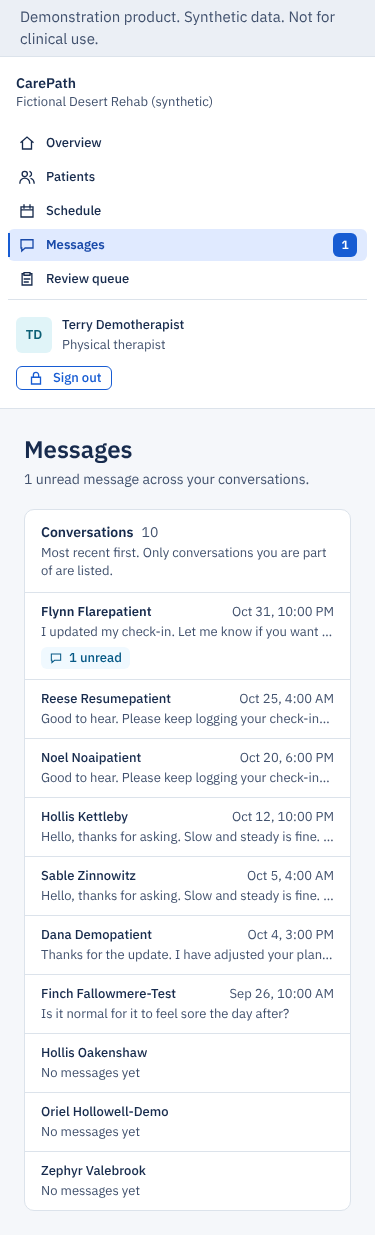 Demonstration product. Synthetic data. Not for
clinical use.
CarePath
Fictional Desert Rehab (synthetic)
Overview
Patients
Schedule
Messages 1
Review queue
TD
Terry Demotherapist
Physical therapist
Sign out
Messages
1 unread message across your conversations.
Conversations 10
Most recent first. Only conversations you are part
of are listed.
Flynn Flarepatient Oct 31, 10:00 PM
I updated my check-in. Let me know if you want ...
1 unread
Reese Resumepatient Oct 25, 4:00 AM
Good to hear. Please keep logging your check-in...
Noel Noaipatient Oct 20, 6:00 PM
Good to hear. Please keep logging your check-in...
Hollis Kettleby Oct 12, 10:00 PM
Hello, thanks for asking. Slow and steady is fine. ...
Sable Zinnowitz Oct 5, 4:00 AM
Hello, thanks for asking. Slow and steady is fine. ...
Dana Demopatient Oct 4, 3:00 PM
Thanks for the update. I have adjusted your plan...
Finch Fallowmere-Test Sep 26, 10:00 AM
Is it normal for it to feel sore the day after?
Hollis Oakenshaw
No messages yet
Oriel Hollowell-Demo
No messages yet
Zephyr Valebrook
No messages yet